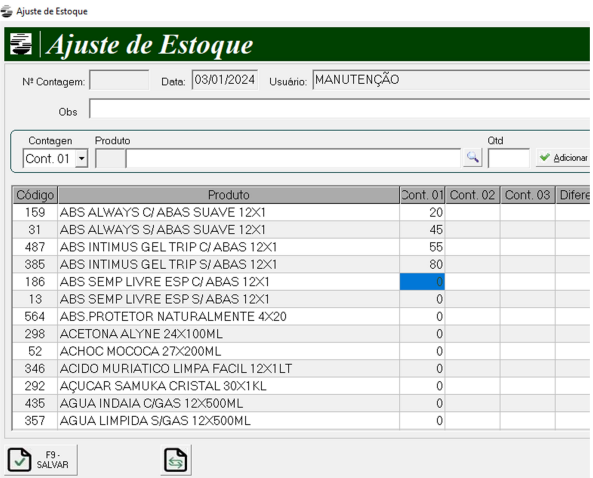 Ajuste de Estoque
Ajuste de Estoque
Nº Contagem: Data: 03/01/2024 Usuário: MANUTENÇÃO
Obs
Contagen Produto Qtd
Cont. 01 Adicionar
Código Produto Cont. 01 Cont. 02 Cont. 03 Difere
159 ABS ALWAYS C/ ABAS SUAVE 12X1 20
31 ABS ALWAYS S/ ABAS SUAVE 12X1 45
487 ABS INTIMUS GEL TRIP C/ ABAS 12X1 55
385 ABS INTIMUS GEL TRIP S/ ABAS 12X1 80
186 ABS SEMP LIVRE ESP C/ ABAS 12X1 0
13 ABS SEMP LIVRE ESP S/ ABAS 12X1 0
564 ABS.PROTETOR NATURALMENTE 4X20 0
298 ACETONA ALYNE 24X100ML 0
52 ACHOC MOCOCA 27X200ML 0
346 ACIDO MURIATICO LIMPA FACIL 12X1LT 0
292 AÇUCAR SAMUKA CRISTAL 30X1KL 0
435 AGUA INDAIA C/GAS 12X500ML 0
357 AGUA LIMPIDA S/GAS 12X500ML 0
F9 -
SALVAR